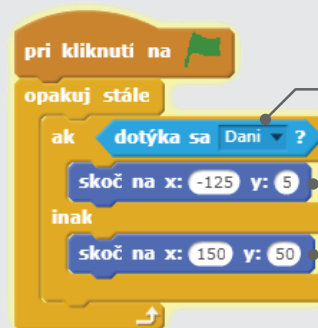 pri kliknutí na
opakuj stále
ak dotýka sa Dani ?
skoč na x: -125 y: 5
inak
skoč na x: 150 y: 50